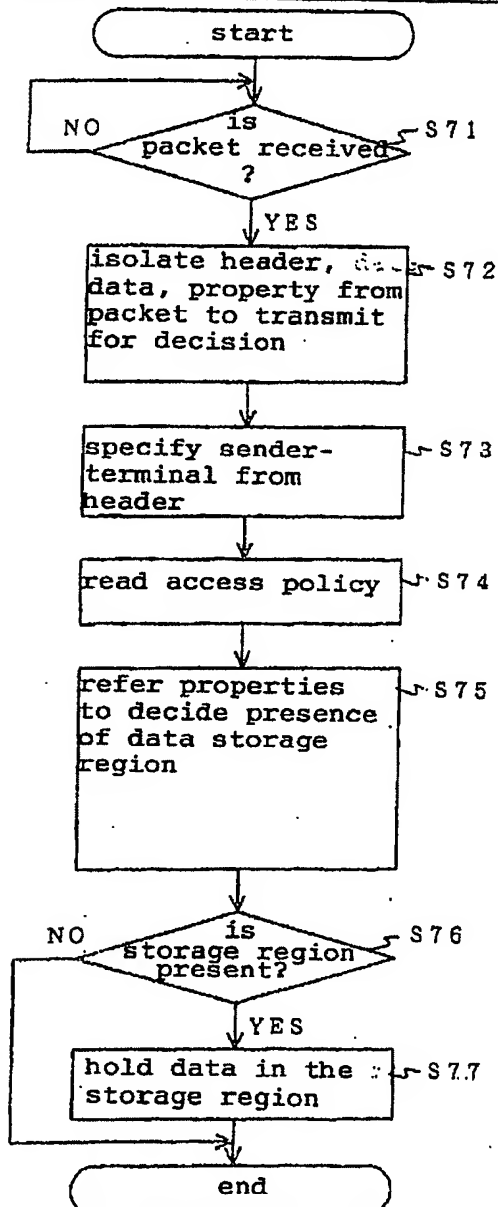 start
NO
is
packet received
?
S71
YES
isolate header,
data, property from
packet to transmit
for decision
S72
specify sender-
terminal from
header
S73
read access policy
S74
refer properties
to decide presence
of data storage
region
S75
NO
is
storage region
present?
S76
YES
hold data in the
storage region
S77
end